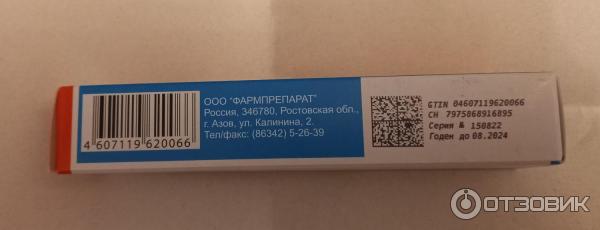 4 607119 620066
ООО "ФАРМПРЕПАРАТ"
Россия, 346780, Ростовская обл.,
г. Азов, ул. Калинина, 2.
Тел/факс: (86342) 5-26-39
GTIN 04607119620066
СН 7975068916895
Серия № 150822
Годен до 08.2024
ОТЗОВИК